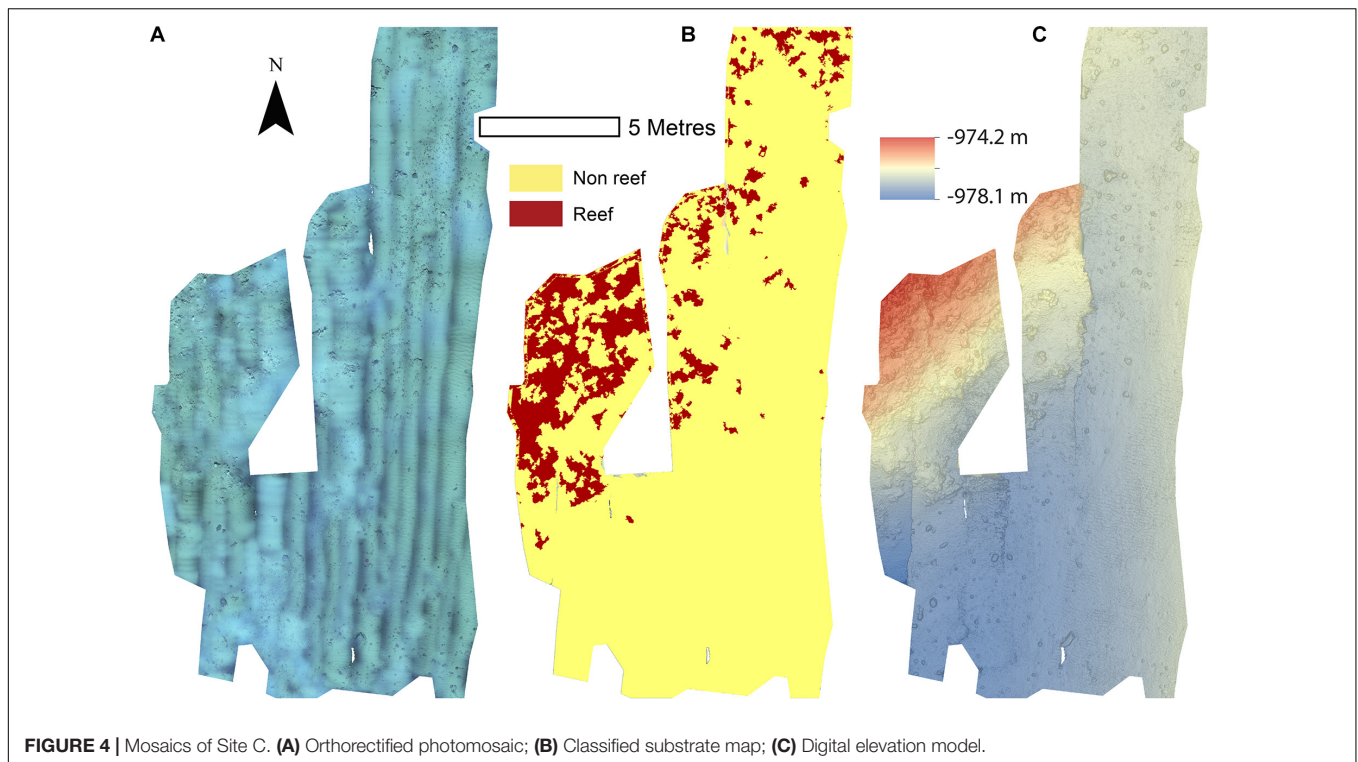 A
B
C
N
5 Metres
Non reef
Reef
-974.2 m
-978.1 m
FIGURE 4 | Mosaics of Site C. (A) Orthorectified photomosaic; (B) Classified substrate map; (C) Digital elevation model.